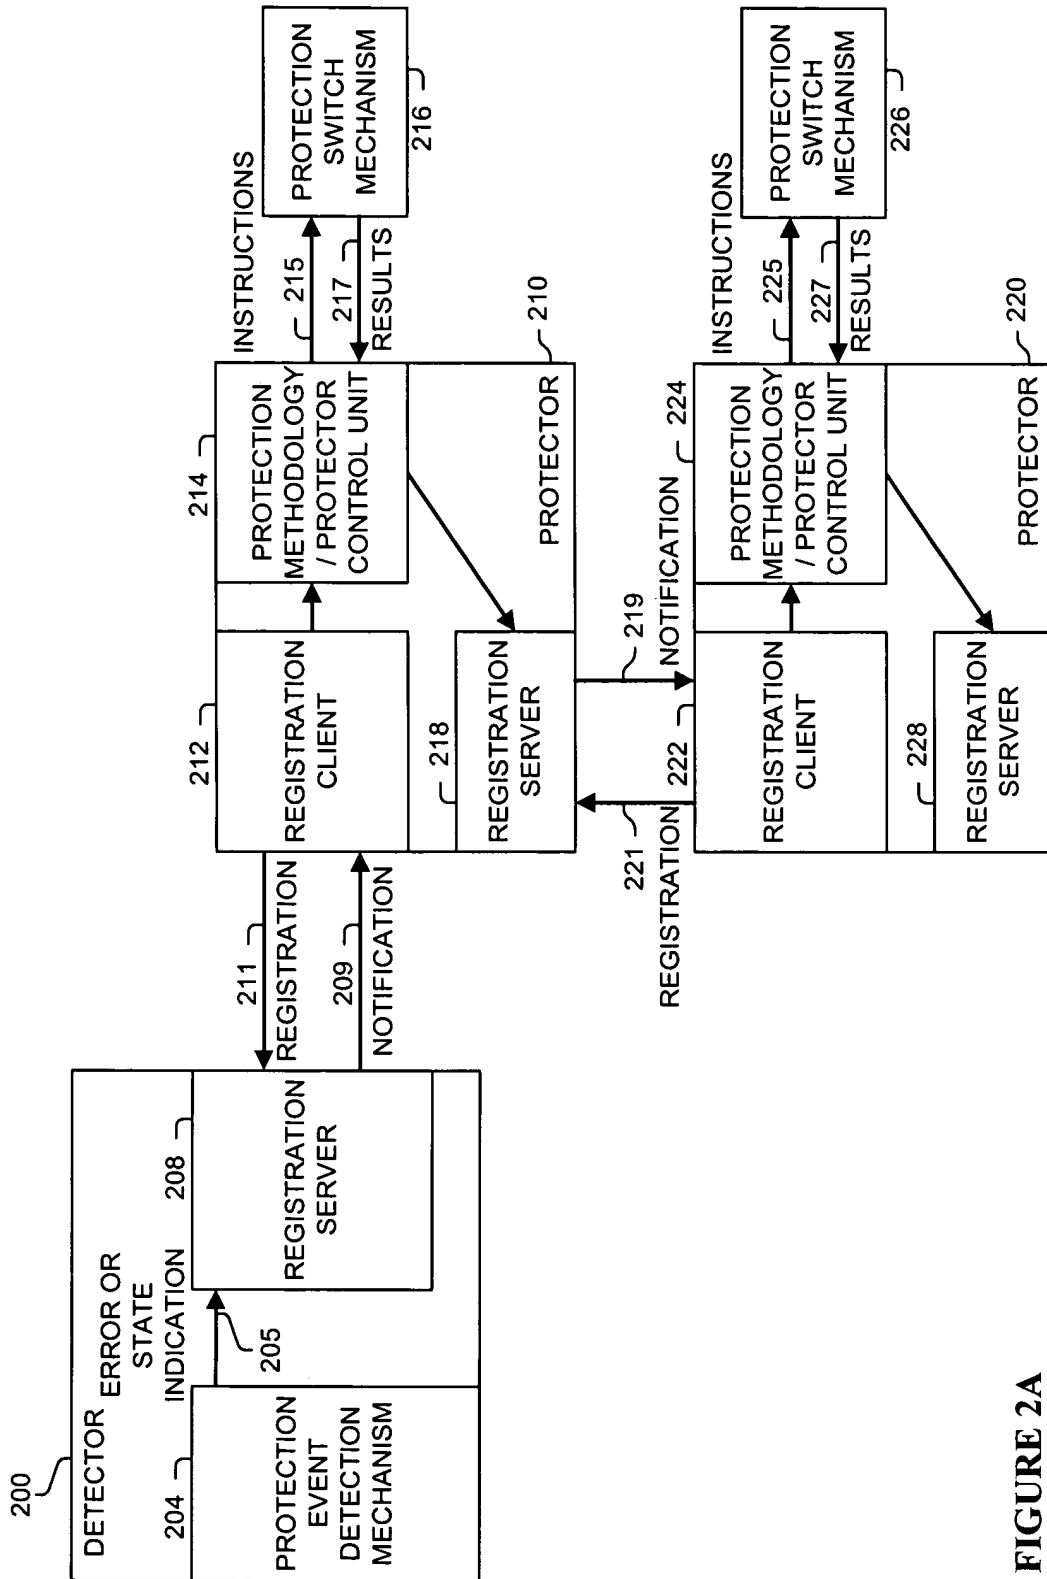 200
DETECTOR
ERROR OR
STATE
INDICATION
204
PROTECTION
EVENT
DETECTION
MECHANISM
205
208
REGISTRATION
SERVER
211
REGISTRATION
209
NOTIFICATION
212
REGISTRATION
CLIENT
214
PROTECTION
METHODOLOGY
/ PROTECTOR
CONTROL UNIT
INSTRUCTIONS
215
217
RESULTS
PROTECTION
SWITCH
MECHANISM
216
218
REGISTRATION
SERVER
PROTECTOR
210
REGISTRATION
221
219
NOTIFICATION
222
REGISTRATION
CLIENT
224
PROTECTION
METHODOLOGY
/ PROTECTOR
CONTROL UNIT
INSTRUCTIONS
225
227
RESULTS
PROTECTION
SWITCH
MECHANISM
226
228
REGISTRATION
SERVER
PROTECTOR
220
FIGURE 2A